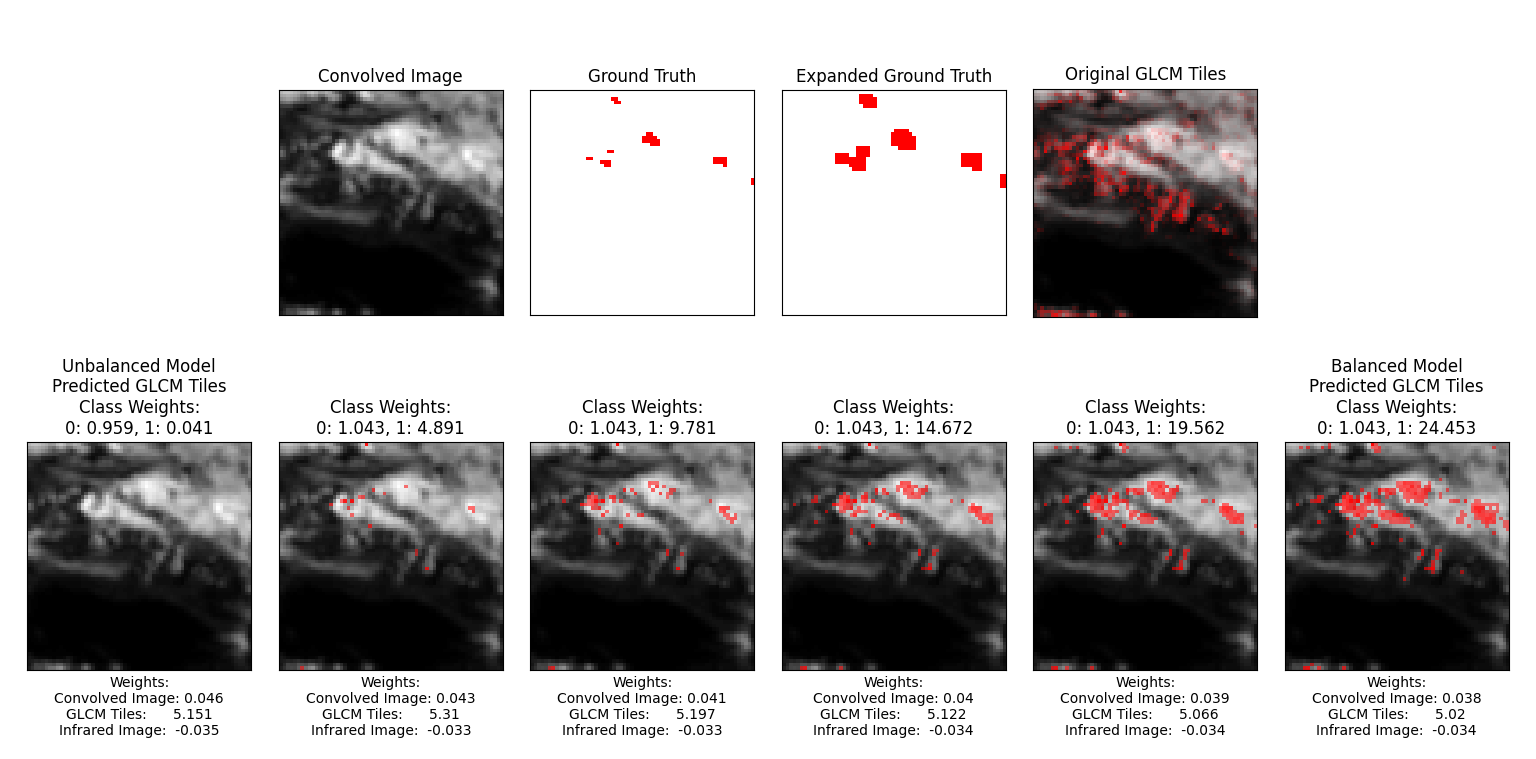 Convolved Image
Ground Truth
Expanded Ground Truth
Original GLCM Tiles
Unbalanced Model
Predicted GLCM Tiles
Class Weights:
0: 0.959, 1: 0.041
Class Weights:
0: 1.043, 1: 4.891
Class Weights:
0: 1.043, 1: 9.781
Class Weights:
0: 1.043, 1: 14.672
Class Weights:
0: 1.043, 1: 19.562
Balanced Model
Predicted GLCM Tiles
Class Weights:
0: 1.043, 1: 24.453
Weights:
Convolved Image: 0.046
GLCM Tiles: 5.151
Infrared Image: -0.035
Weights:
Convolved Image: 0.043
GLCM Tiles: 5.31
Infrared Image: -0.033
Weights:
Convolved Image: 0.041
GLCM Tiles: 5.197
Infrared Image: -0.033
Weights:
Convolved Image: 0.04
GLCM Tiles: 5.122
Infrared Image: -0.034
Weights:
Convolved Image: 0.039
GLCM Tiles: 5.066
Infrared Image: -0.034
Weights:
Convolved Image: 0.038
GLCM Tiles: 5.02
Infrared Image: -0.034